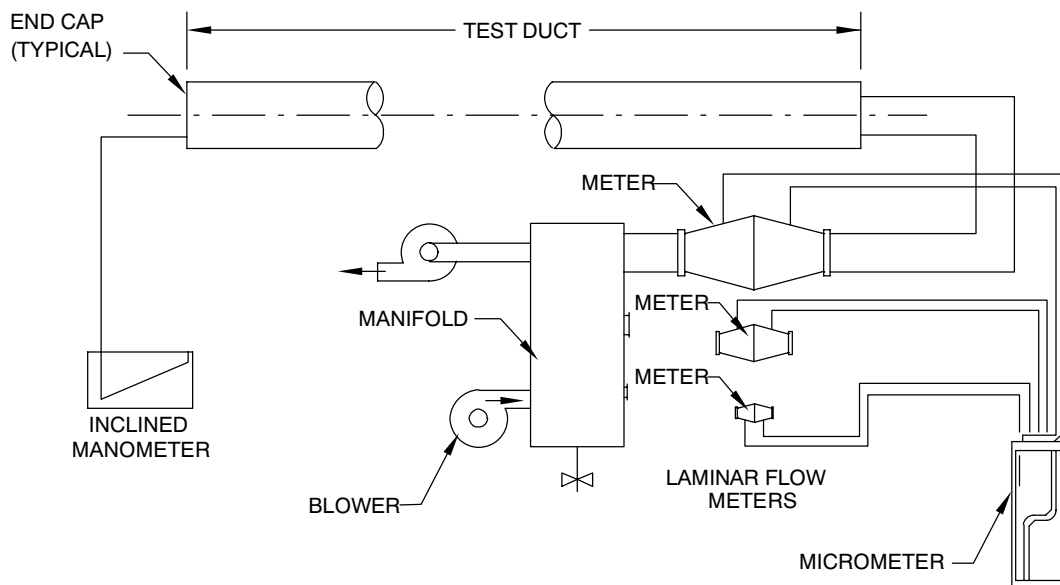 END CAP
(TYPICAL)
TEST DUCT
METER
METER
MANIFOLD
METER
INCLINED
MANOMETER
LAMINAR FLOW
METERS
BLOWER
MICROMETER